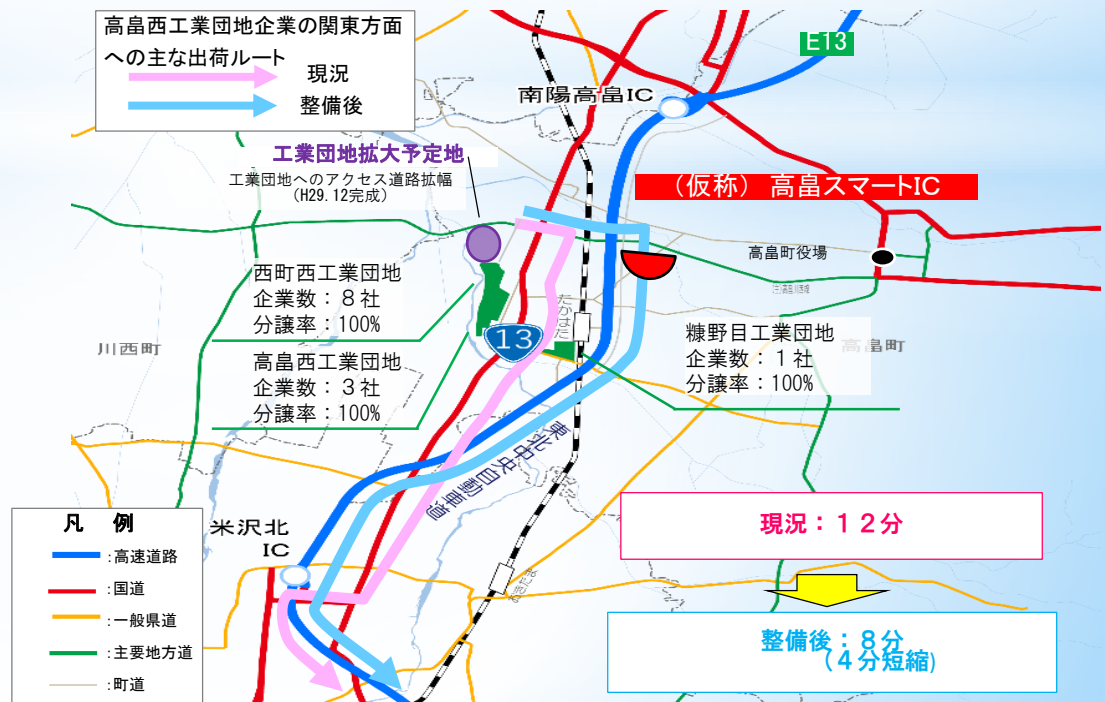 高畠西工業団地企業の関東方面
への主な出荷ルート
現況
整備後
E13
南陽高畠IC
工業団地拡大予定地
工業団地へのアクセス道路拡幅
(H29.12完成)
(仮称) 高畠スマートIC
高畠町役場
西町西工業団地
企業数:8社
分譲率:100%
たかはた
13
川西町
高畠町
糠野目工業団地
企業数:1社
分譲率:100%
高畠西工業団地
企業数:3社
分譲率:100%
東北中央自動車道
米沢北
IC
おきたま
現況:12分
整備後:8分
(4分短縮)
凡 例
:高速道路
:国道
:一般県道
:主要地方道
:町道